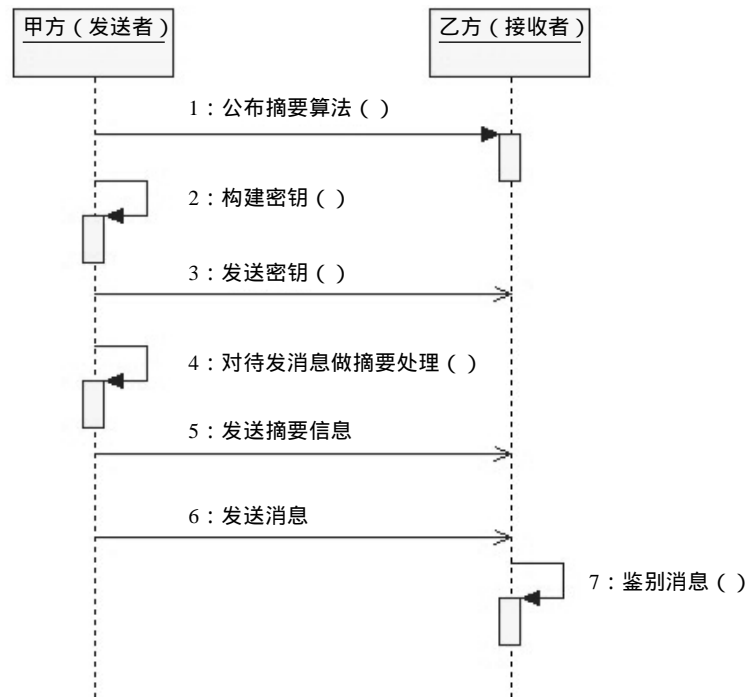 甲方（发送者）
乙方（接收者）
1：公布摘要算法（ ）
2：构建密钥（ ）
3：发送密钥（ ）
4：对待发消息做摘要处理（ ）
5：发送摘要信息
6：发送消息
7：鉴别消息（ ）